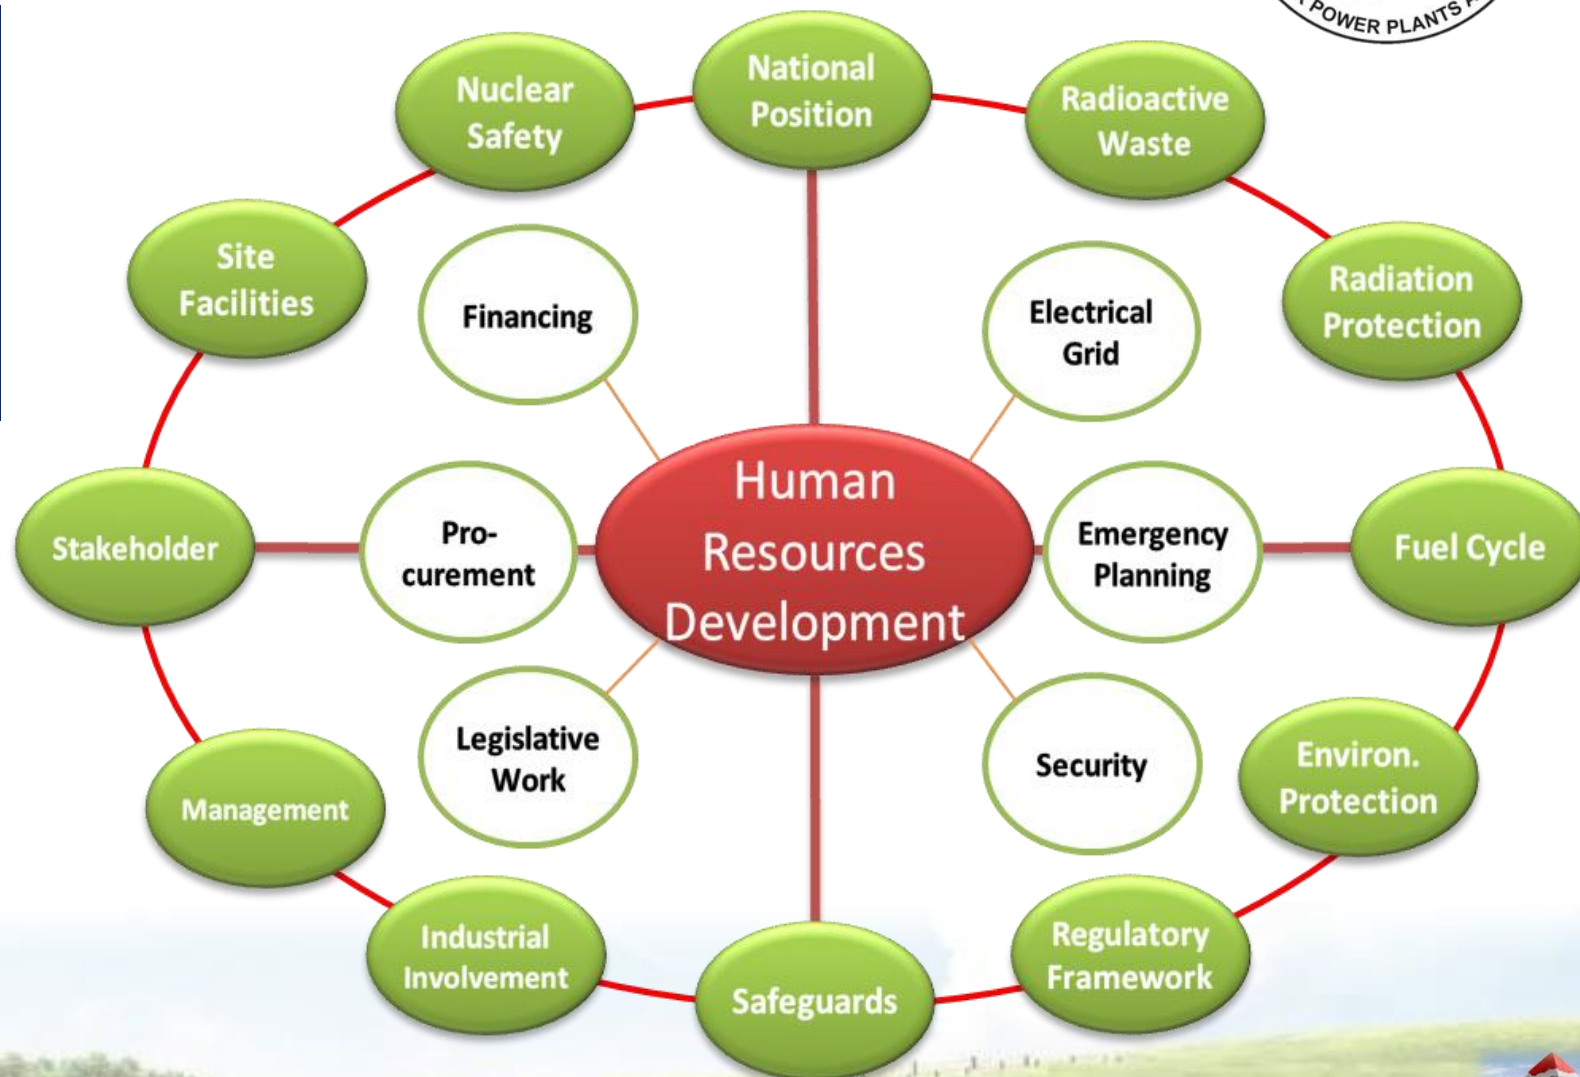 POWER PLANTS
National
Position
Nuclear
Safety
Radioactive
Waste
Site
Facilities
Radiation
Protection
Financing
Electrical
Grid
Human
Resources
Development
Stakeholder
Pro-
curement
Emergency
Planning
Fuel Cycle
Legislative
Work
Security
Environ.
Protection
Management
Industrial
Involvement
Regulatory
Framework
Safeguards